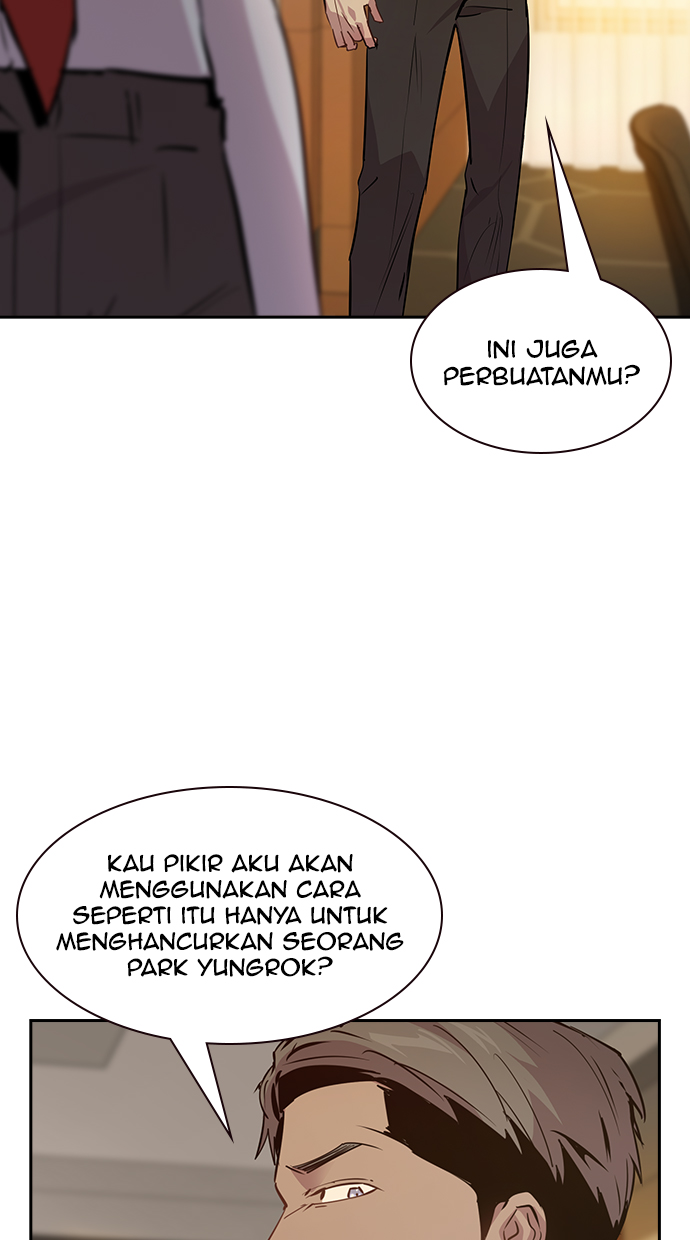 INI JUGA
PERBUATANMU?
KAU PIKIR AKU AKAN
MENGGUNAKAN CARA
SEPERTI ITU HANYA UNTUK
MENGHANCURKAN SEORANG
PARK YUNGROK?